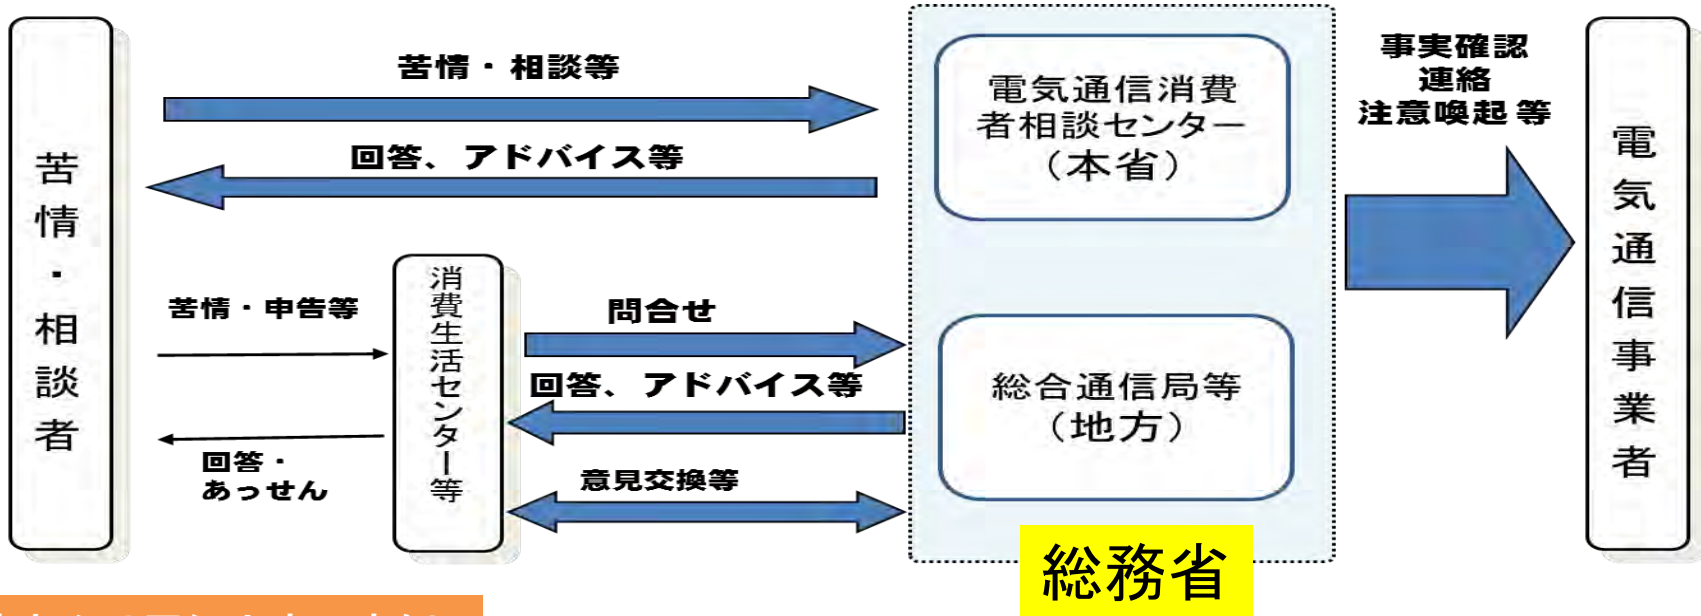 苦情・相談者
苦情・相談等
回答、アドバイス等
苦情・申告等
回答・
あっせん
消費生活センター等
問合せ
回答、アドバイス等
意見交換等
電気通信消費
者相談センター
（本省）
総合通信局等
（地方）
総務省
事実確認
連絡
注意喚起等
電気通信事業者